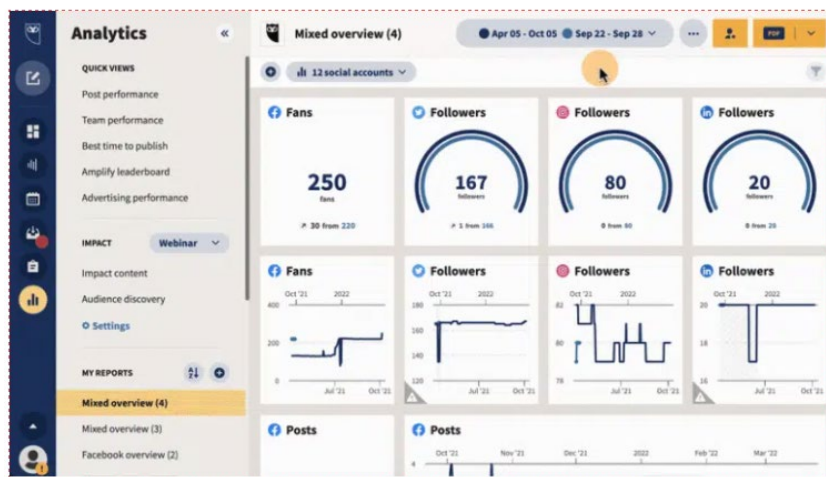 Analytics
«
QUICK VIEWS
Post performance
Team performance
Best time to publish
Amplify leaderboard
Advertising performance
IMPACT
Webinar
Impact content
Audience discovery
Settings
MY REPORTS
Mixed overview (4)
Mixed overview (3)
Facebook overview (2)
Mixed overview (4)
Apr 05 - Oct 05 Sep 22 - Sep 28
PDF
12 social accounts
Fans
250
fans
30 from 220
Followers
167
followers
1 from 166
Followers
80
followers
0 from 80
Followers
20
followers
0 from 20
Fans
Oct '21 2022
400
200
0
Jul '21 Oct '21
Followers
Oct '21 2022
180
160
140
120
Jul '21 Oct '21
Followers
Oct '21 2022
82
80
78
Jul '21 Oct '21
Followers
Oct '21 2022
20
18
16
Jul '21 Oct '21
Posts
Posts
Oct '21 Nov '21 Dec '21 2022 Feb '22 Mar '22
4